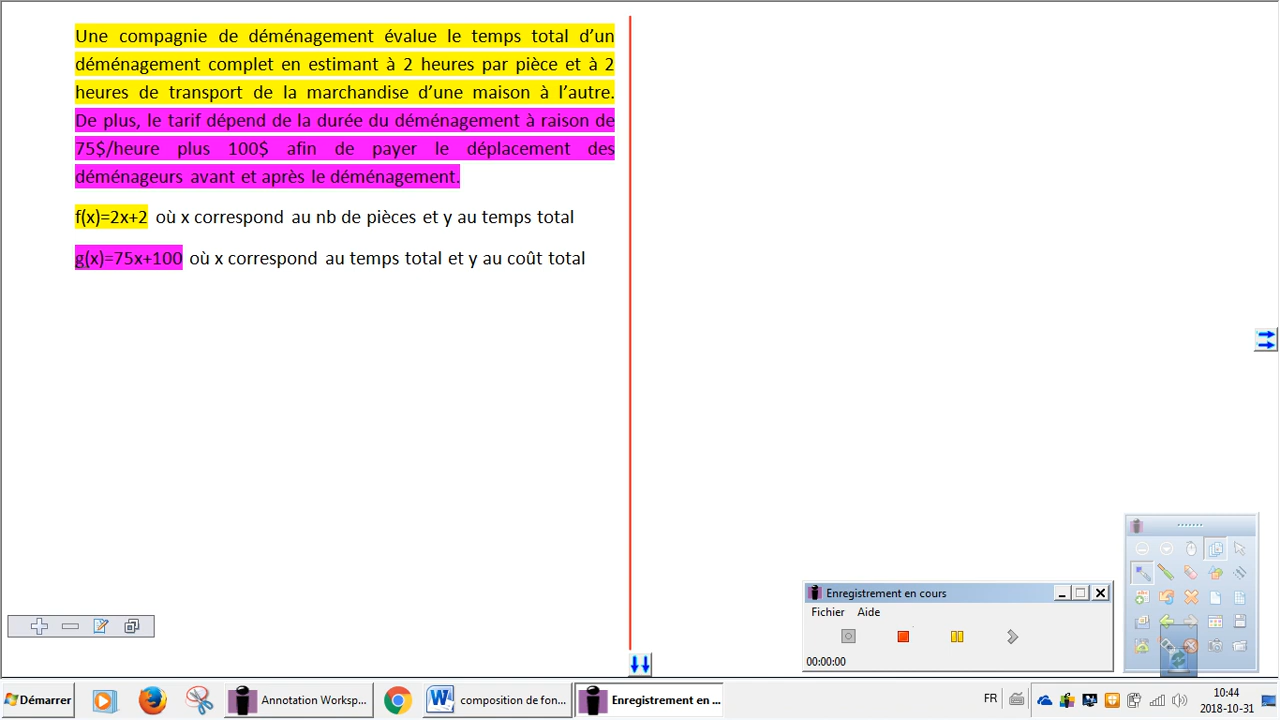 Une compagnie de déménagement évalue le temps total d’un
déménagement complet en estimant à 2 heures par pièce et à 2
heures de transport de la marchandise d’une maison à l’autre.
De plus, le tarif dépend de la durée du déménagement à raison de
75$/heure plus 100$ afin de payer le déplacement des
déménageurs avant et après le déménagement.
f(x)=2x+2 où x correspond au nb de pièces et y au temps total
g(x)=75x+100 où x correspond au temps total et y au coût total
Enregistrement en cours
Fichier Aide
00:00:00
Démarrer
Annotation Worksp...
composition de fon...
Enregistrement en ...
FR
10:44
2018-10-31